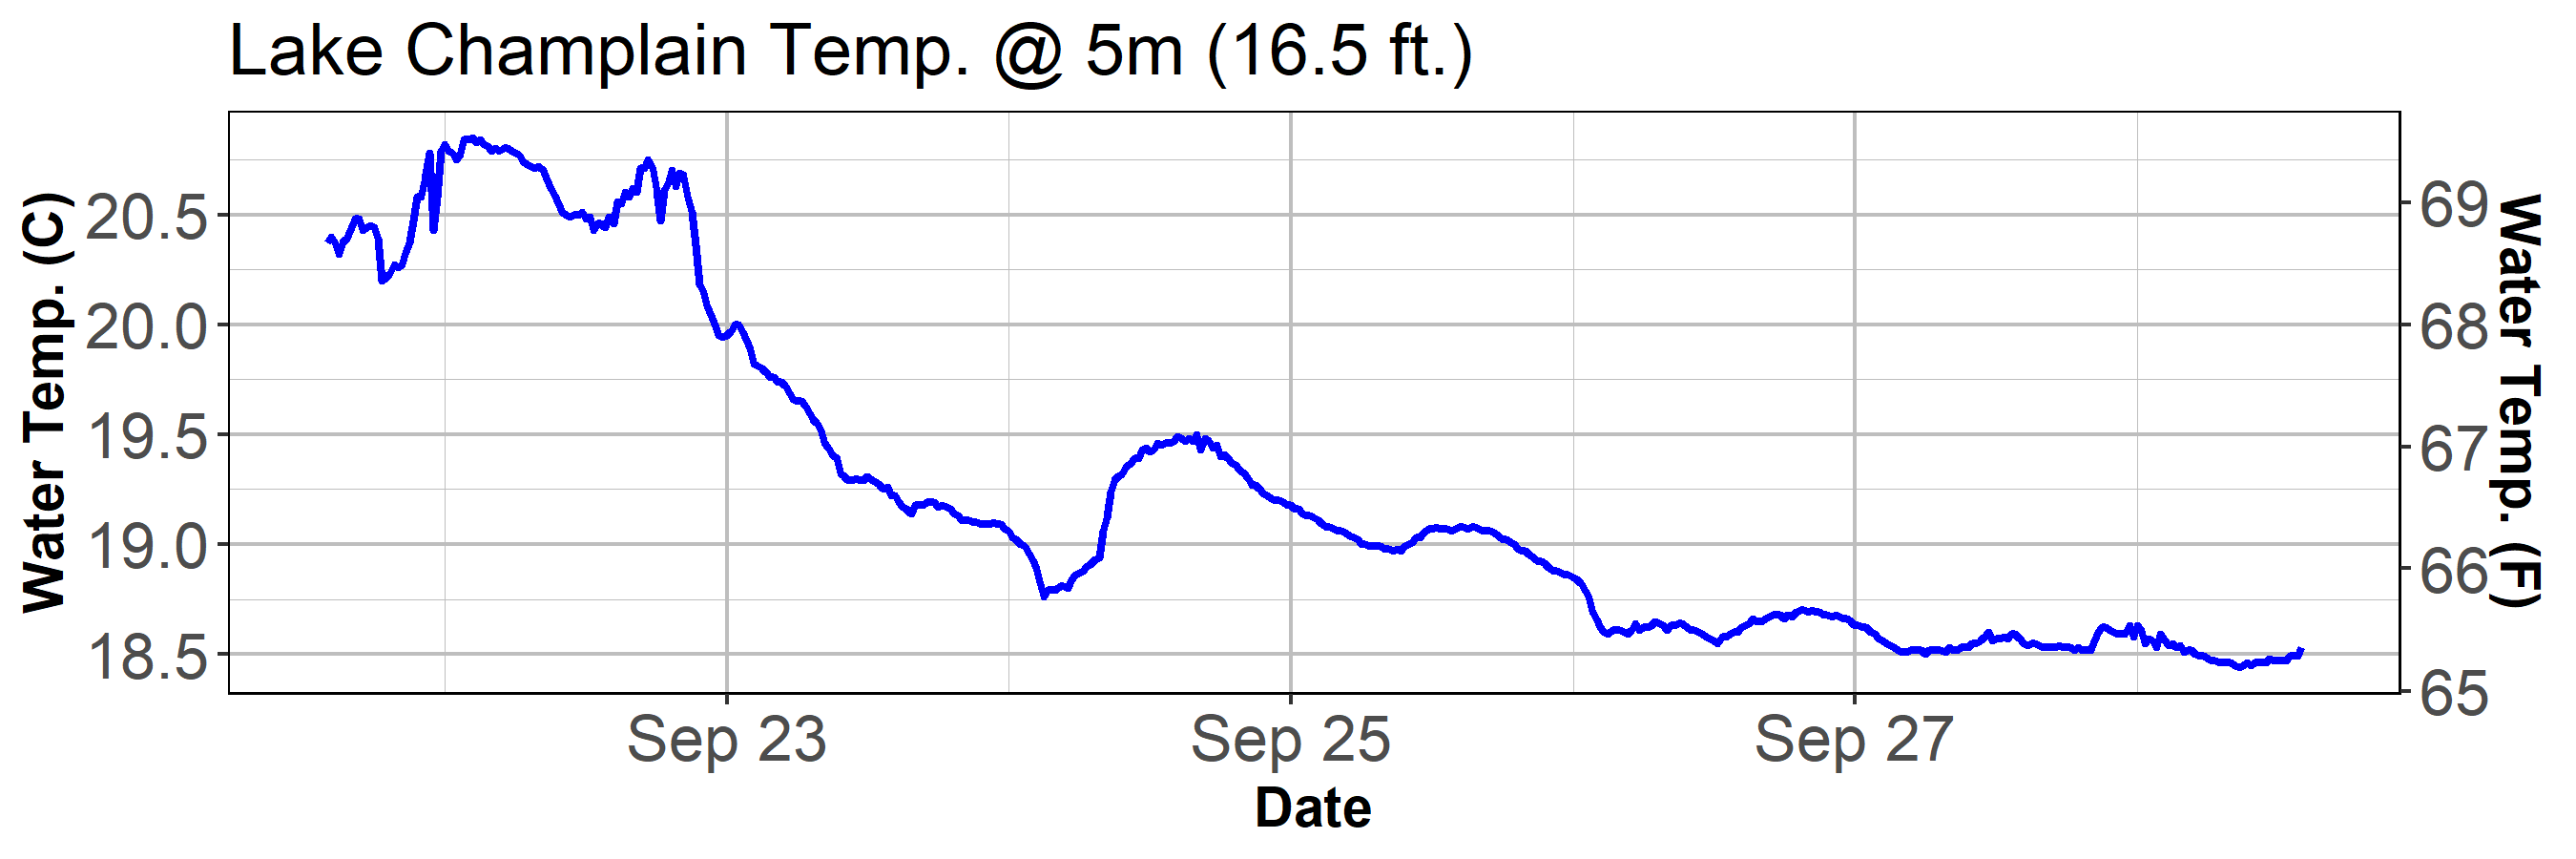 Lake Champlain Temp. @ 5m (16.5 ft.)
Water Temp. (C)
20.5
20.0
19.5
19.0
18.5
69
68
67
66
65
Water Temp. (F)
Sep 23
Sep 25
Sep 27
Date